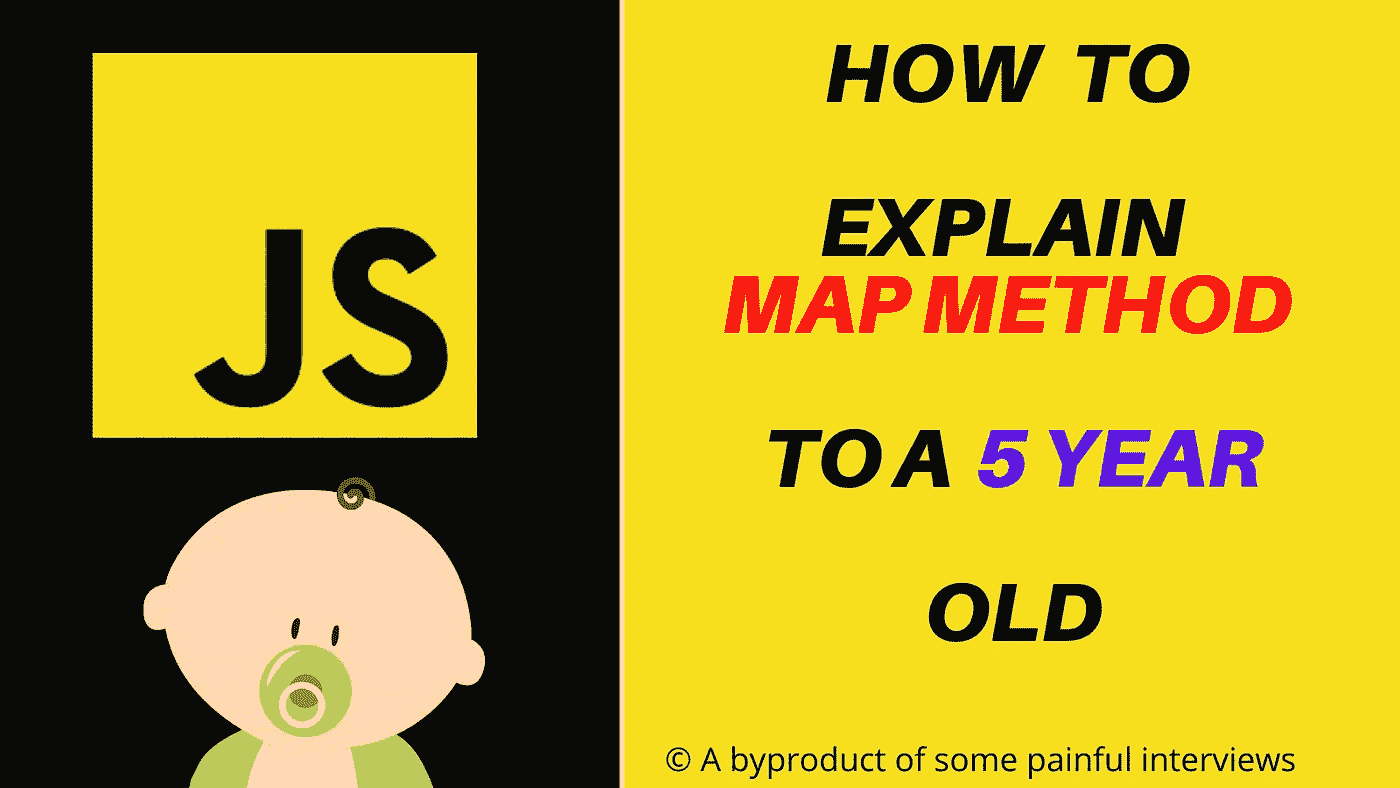 JS
HOW TO
EXPLAIN
MAP METHOD
TO A 5 YEAR
OLD
© A byproduct of some painful interviews